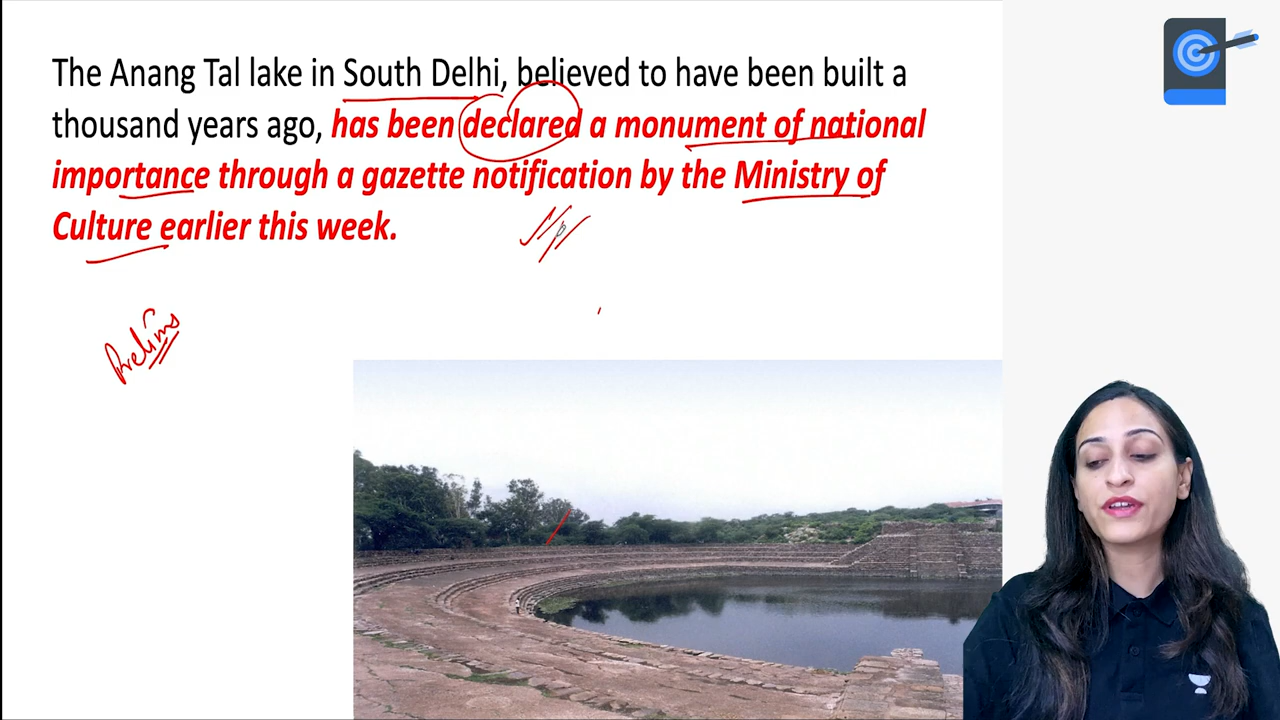 The Anang Tal lake in South Delhi, believed to have been built a
thousand years ago, has been declared a monument of national
importance through a gazette notification by the Ministry of
Culture earlier this week.
Prelims